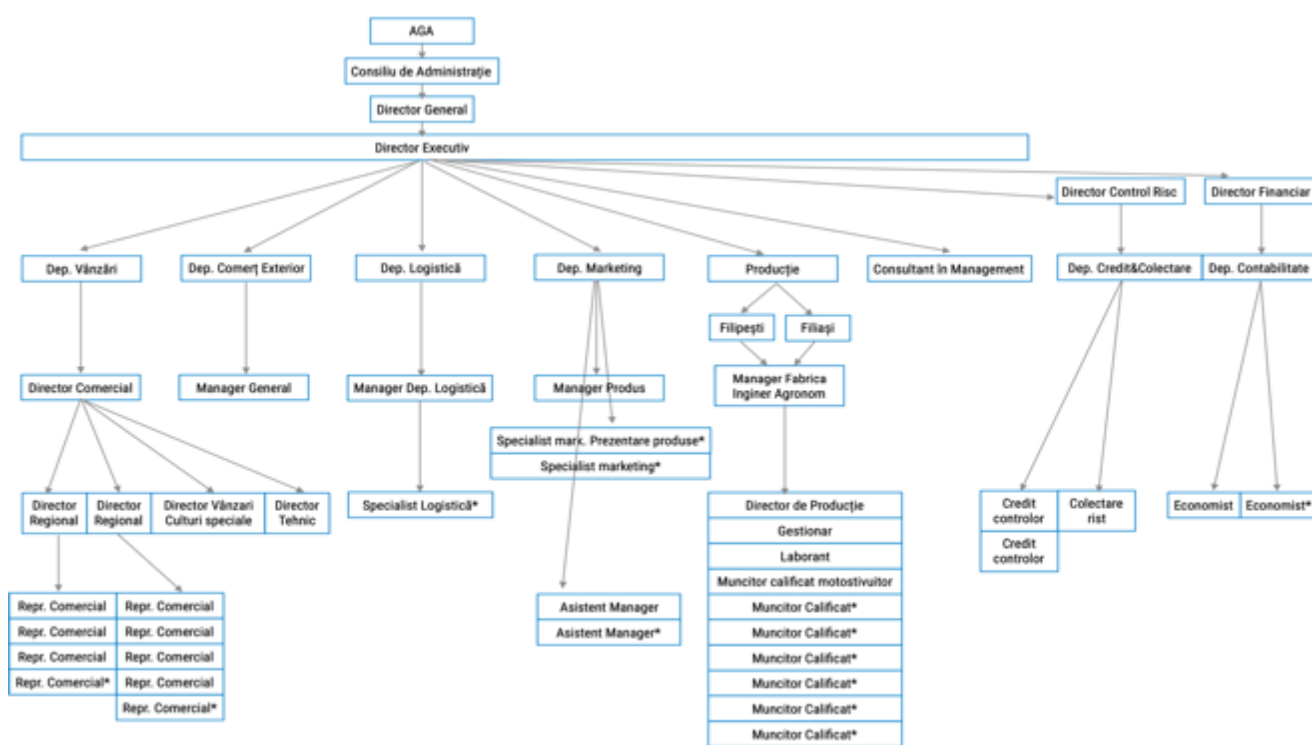 AGA
Consiliu de Administrație
Director General
Director Executiv
Director Control Risc
Director Financiar
Dep. Vânzări
Dep. Comerț Exterior
Dep. Logistică
Dep. Marketing
Producție
Consultant în Management
Dep. Credit&Colectare
Dep. Contabilitate
Filipești
Filiași
Director Comercial
Manager General
Manager Dep. Logistică
Manager Produs
Manager Fabrica
Inginer Agronom
Specialist mark. Prezentare produse*
Specialist marketing*
Director
Regional
Director
Regional
Director Vânzari
Culturi speciale
Director
Tehnic
Specialist Logistică*
Director de Producție
Gestionar
Laborant
Muncitor calificat motostivuitor
Muncitor Calificat*
Muncitor Calificat*
Muncitor Calificat*
Muncitor Calificat*
Muncitor Calificat*
Muncitor Calificat*
Credit
controlor
Credit
controlor
Colectare
rist
Economist
Economist*
Repr. Comercial
Repr. Comercial
Repr. Comercial
Repr. Comercial*
Repr. Comercial
Repr. Comercial
Repr. Comercial
Repr. Comercial
Repr. Comercial*
Asistent Manager
Asistent Manager*